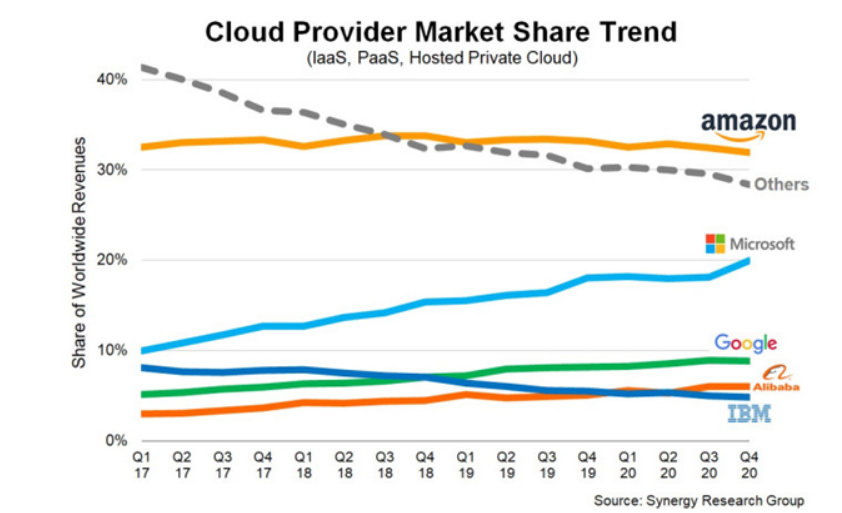 Cloud Provider Market Share Trend
(IaaS, PaaS, Hosted Private Cloud)
Share of Worldwide Revenues
40%
30%
20%
10%
0%
amazon
Others
Microsoft
Google
Alibaba
IBM
Q1 Q2 Q3 Q4 Q1 Q2 Q3 Q4 Q1 Q2 Q3 Q4 Q1 Q2 Q3 Q4
17 17 17 17 18 18 18 18 19 19 19 19 20 20 20 20
Source: Synergy Research Group